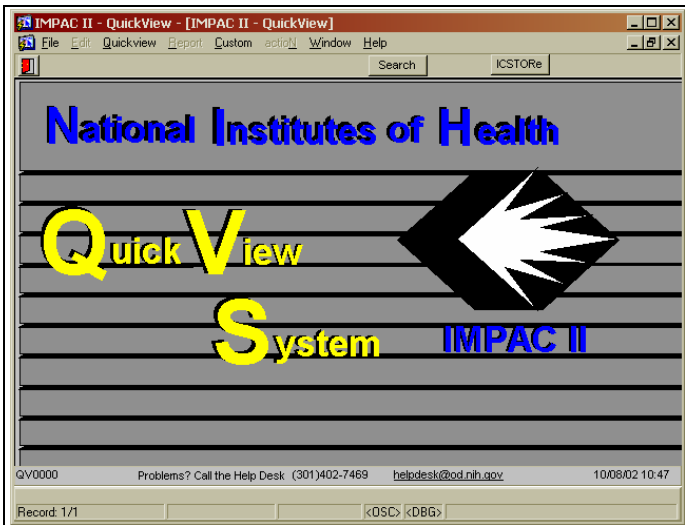 IMPAC II - QuickView - [IMPAC II - QuickView]
File Edit Quickview Report Custom actioN Window Help
Search ICSTORe
National Institutes of Health
Quick View
System
IMPAC II
QV0000 Problems? Call the Help Desk (301)402-7469 helpdesk@od.nih.gov 10/08/02 10:47
Record: 1/1 <OSC> <DBG>